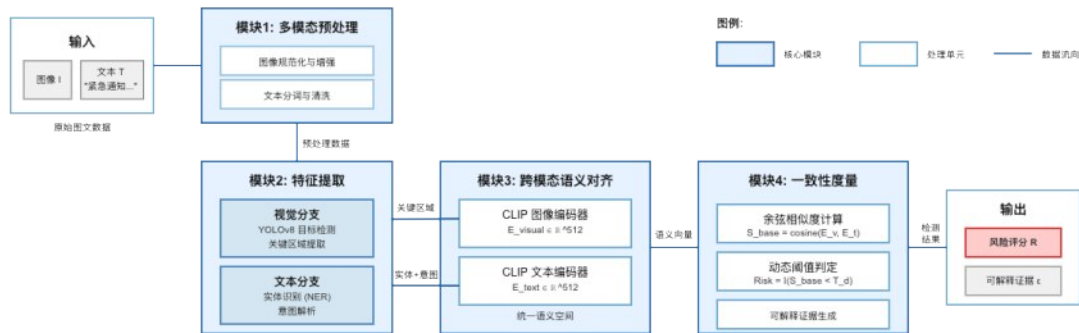 输入
图像 I
文本 T
"紧急通知..."
原始图文数据
模块1: 多模态预处理
图像规范化与增强
文本分词与清洗
图例:
核心模块
处理单元
数据流向
预处理数据
模块2: 特征提取
视觉分支
YOLOv8 目标检测
关键区域提取
文本分支
实体识别 (NER)
意图解析
关键区域
实体+意图
模块3: 跨模态语义对齐
CLIP 图像编码器
E_visual ∈ ℝ^512
CLIP 文本编码器
E_text ∈ ℝ^512
统一语义空间
语义向量
模块4: 一致性度量
余弦相似度计算
S_base = cosine(E_v, E_t)
动态阈值判定
Risk = I(S_base < T_d)
可解释证据生成
检测
结果
输出
风险评分 R
可解释证据 ε